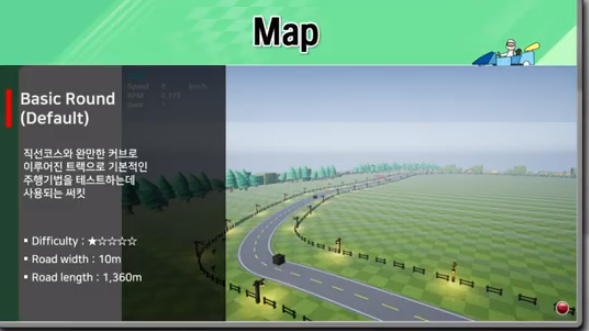 Map
Basic Round
(Default)
직선코스와 완만한 커브로
이루어진 트랙으로 기본적인
주행기법을 테스트하는데
사용되는 써킷
▪ Difficulty : ★☆☆☆☆
▪ Road width : 10m
▪ Road length : 1,360m